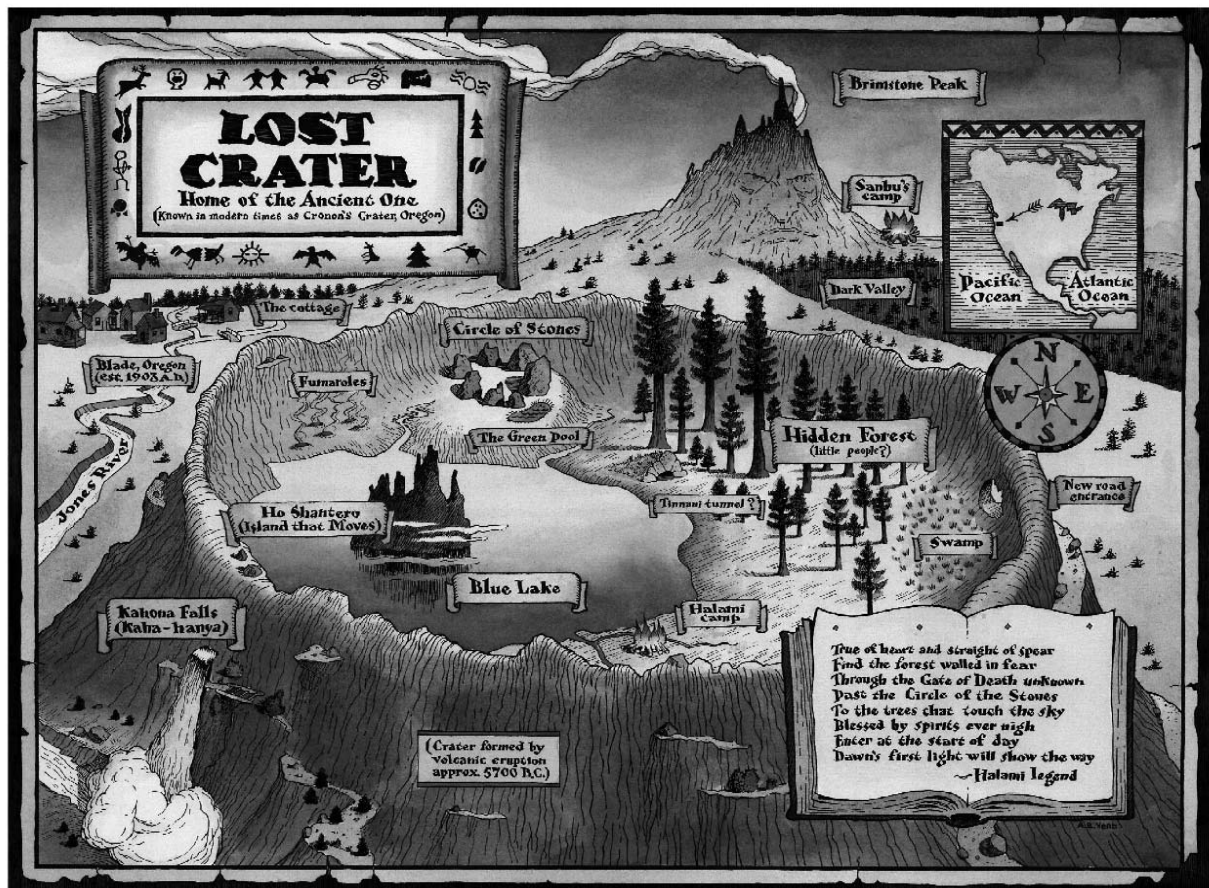 LOST
CRATER
Home of the Ancient One
(Known in modern times as Cronon's Crater, Oregon)
Brimstone Peak
Sanbu's
camp
Pacific
Ocean
Atlantic
Ocean
Dark Valley
The cottage
Circle of Stones
N
W
E
S
Blade, Oregon
(est. 1903 A.D.)
Fumaroles
The Green Pool
Hidden Forest
(little people?)
Jones River
New road
entrance
Ho Shantero
(Island that Moves)
Tinnani tunnel?
Swamp
Blue Lake
Kahona Falls
(Kaha-hanya)
Halami
camp
True of heart and straight of spear
Find the forest walled in fear
Through the Gate of Death unknown
Past the Circle of the Stones
To the trees that touch the sky
Blessed by spirits ever nigh
Enter at the start of day
Dawn's first light will show the way
—Halami legend
(Crater formed by
volcanic eruption
approx. 5700 B.C.)